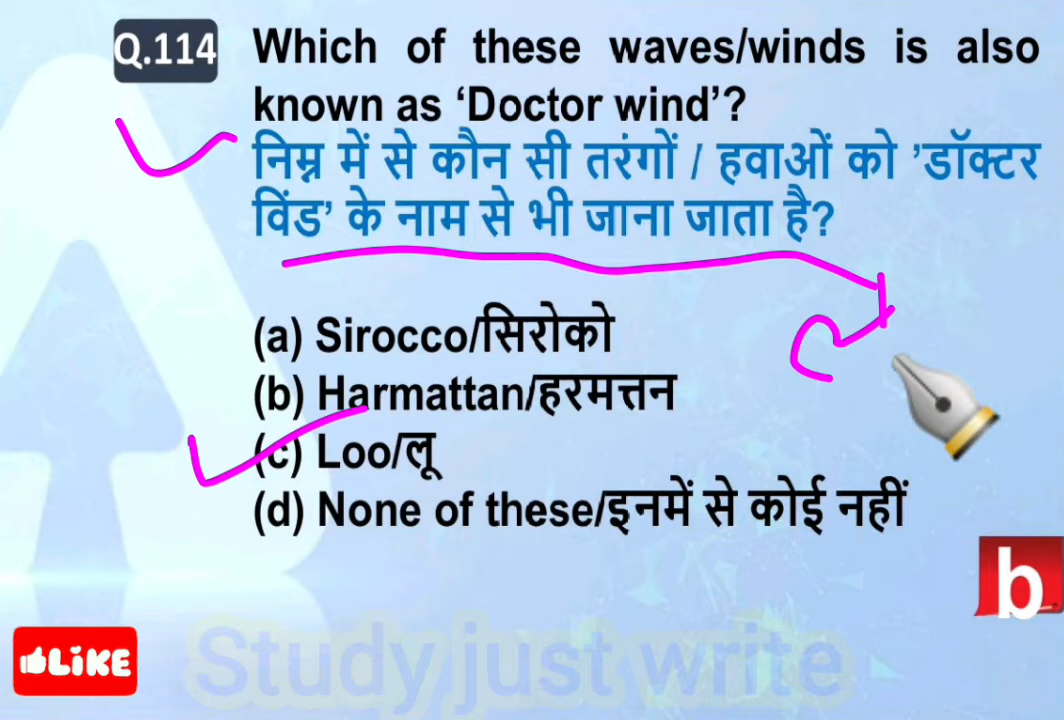 Q.114 Which of these waves/winds is also
known as ‘Doctor wind’?
निम्न में से कौन सी तरंगों / हवाओं को ’डॉक्टर
विंड’ के नाम से भी जाना जाता है?
(a) Sirocco/सिरोको
(b) Harmattan/हरमत्तन
(c) Loo/लू
(d) None of these/इनमें से कोई नहीं
b
LiKE
Study just write